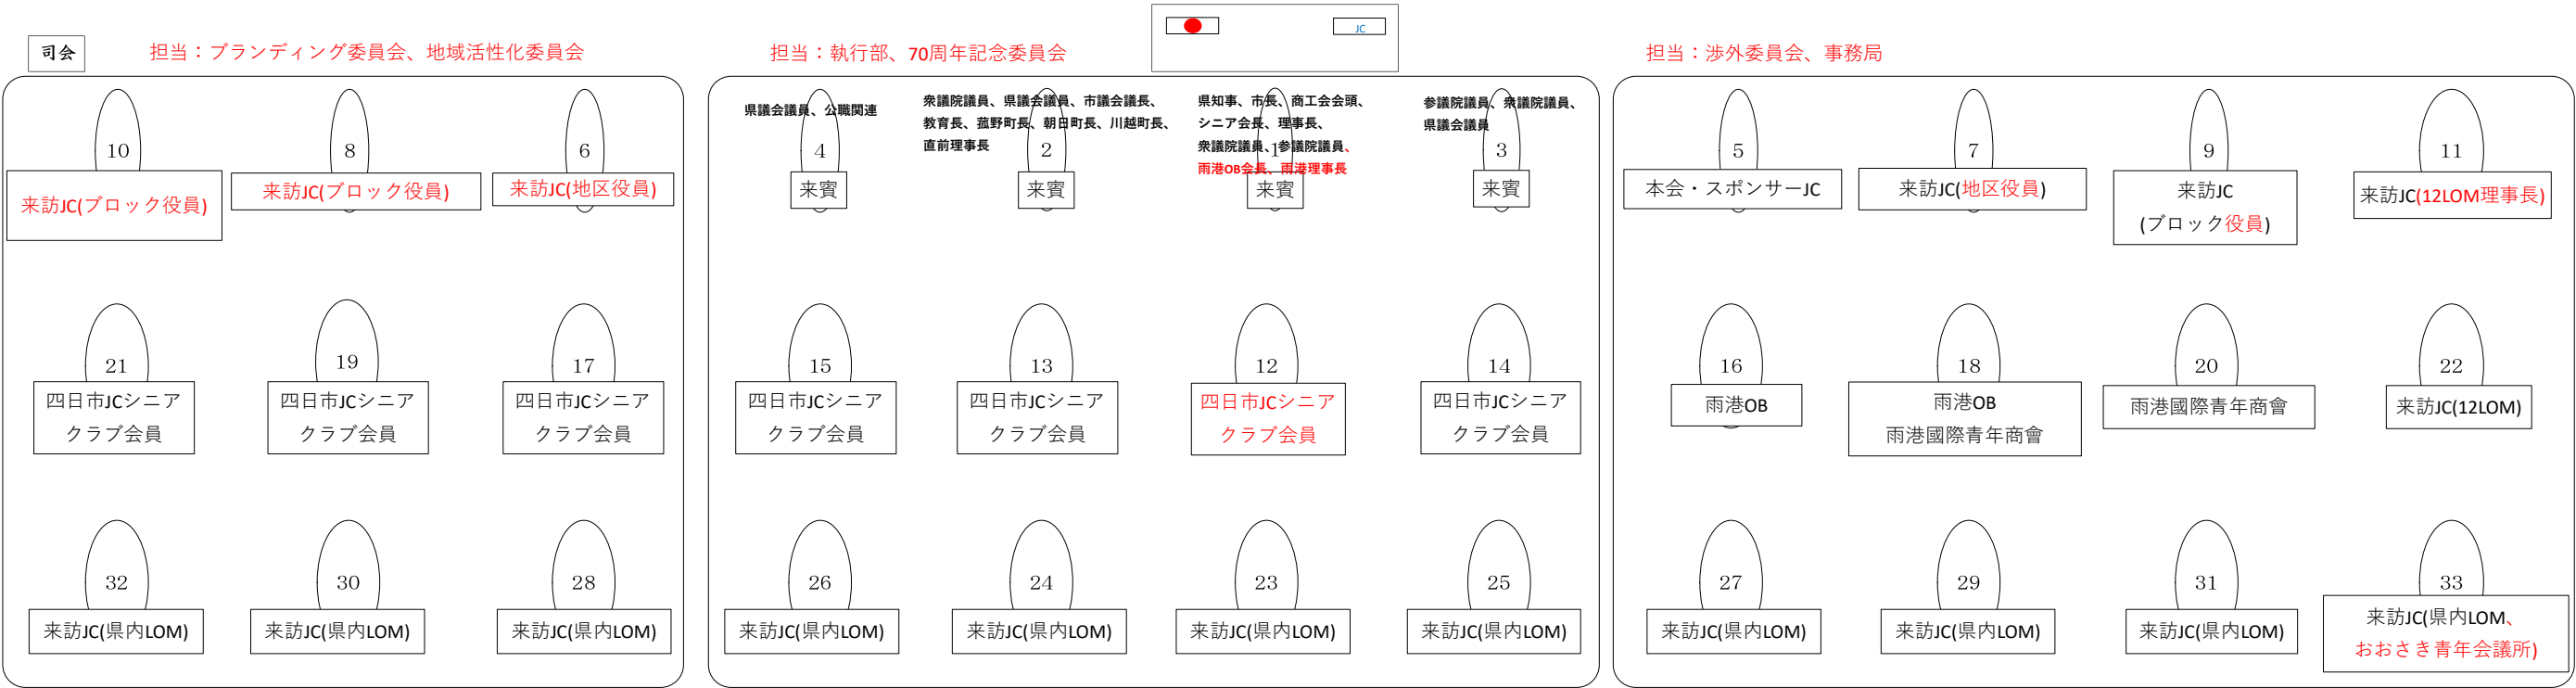 JC
司会
担当：ブランディング委員会、地域活性化委員会
担当：執行部、70周年記念委員会
担当：渉外委員会、事務局
10
来訪JC(ブロック役員)
8
来訪JC(ブロック役員)
6
来訪JC(地区役員)
県議会議員、公職関連
4
来賓
衆議院議員、県議会議員、市議会議長、
教育長、菰野町長、朝日町長、川越町長、
直前理事長
2
来賓
県知事、市長、商工会会頭、
シニア会長、理事長、
衆議院議員、参議院議員、
雨港OB会長、雨港理事長
1
来賓
参議院議員、衆議院議員、
県議会議員
3
来賓
5
本会・スポンサーJC
7
来訪JC(地区役員)
9
来訪JC
(ブロック役員)
11
来訪JC(12LOM理事長)
21
四日市JCシニア
クラブ会員
19
四日市JCシニア
クラブ会員
17
四日市JCシニア
クラブ会員
15
四日市JCシニア
クラブ会員
13
四日市JCシニア
クラブ会員
12
四日市JCシニア
クラブ会員
14
四日市JCシニア
クラブ会員
16
雨港OB
18
雨港OB
雨港國際青年商會
20
雨港國際青年商會
22
来訪JC(12LOM)
32
来訪JC(県内LOM)
30
来訪JC(県内LOM)
28
来訪JC(県内LOM)
26
来訪JC(県内LOM)
24
来訪JC(県内LOM)
23
来訪JC(県内LOM)
25
来訪JC(県内LOM)
27
来訪JC(県内LOM)
29
来訪JC(県内LOM)
31
来訪JC(県内LOM)
33
来訪JC(県内LOM、
おおさき青年会議所)